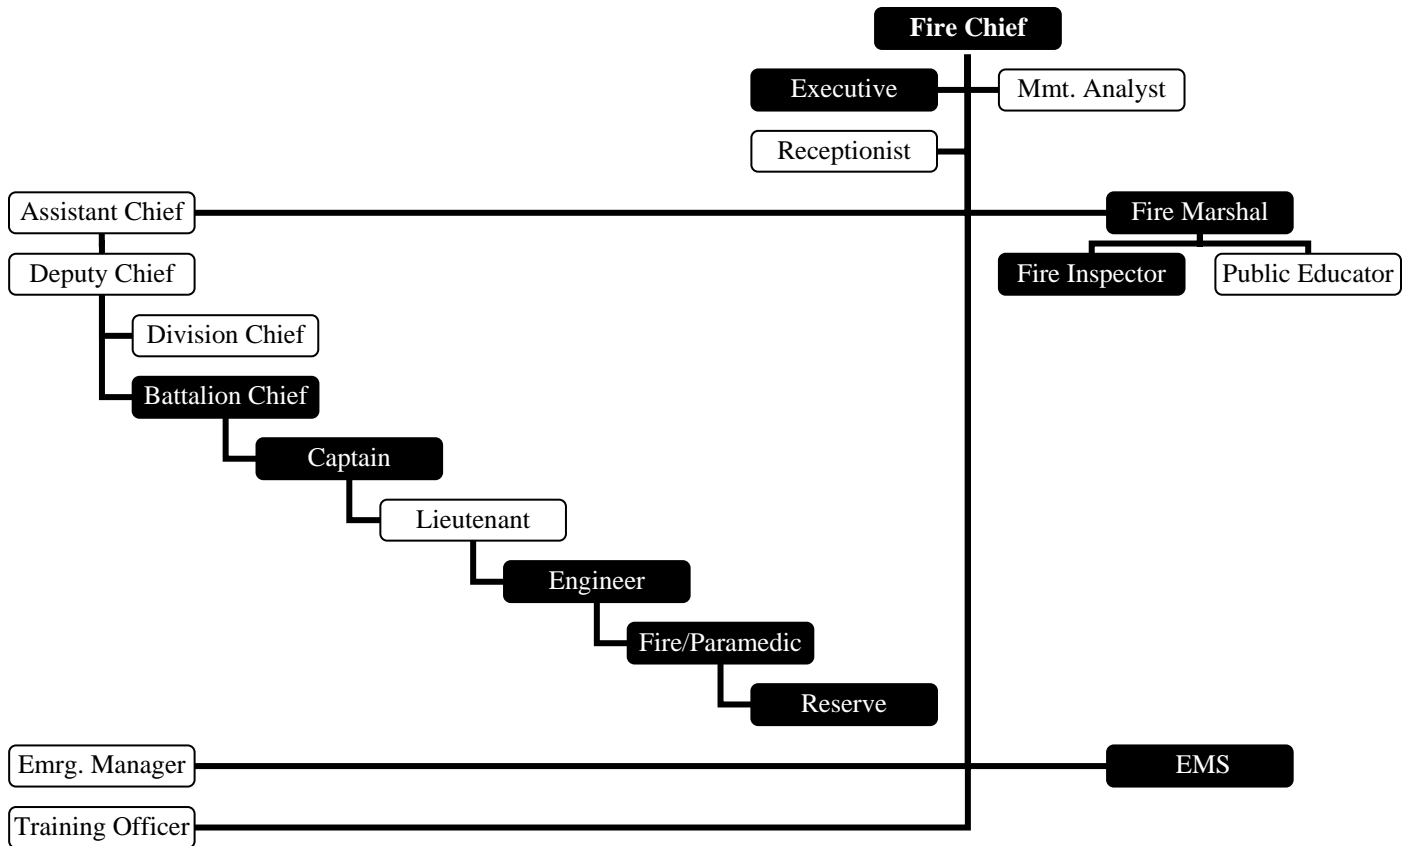 Fire Chief
Executive
Mmt. Analyst
Receptionist
Assistant Chief
Fire Marshal
Deputy Chief
Fire Inspector
Public Educator
Division Chief
Battalion Chief
Captain
Lieutenant
Engineer
Fire/Paramedic
Reserve
Emrg. Manager
EMS
Training Officer